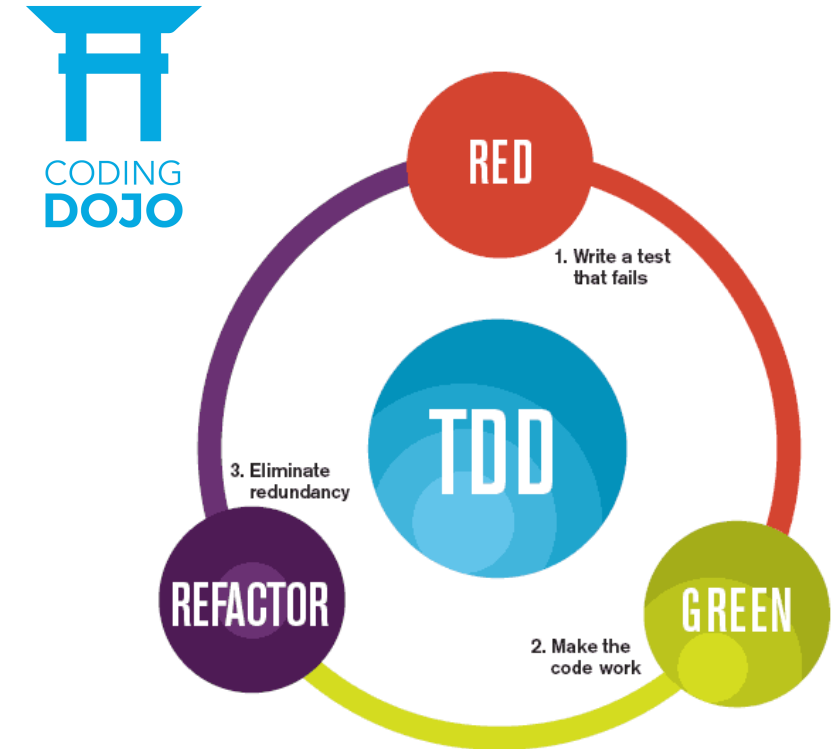 CODING
DOJO
RED
1. Write a test
that fails
TDD
3. Eliminate
redundancy
REFACTOR
GREEN
2. Make the
code work